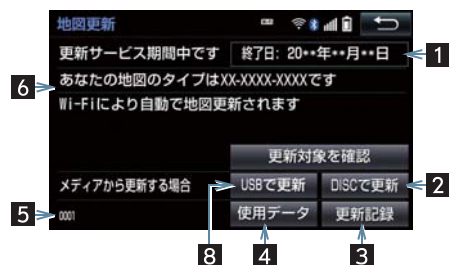 地図更新
更新サービス期間中です 終了日: 20**年**月**日 1
あなたの地図のタイプはXX-XXXX-XXXXです
6
Wi-Fiにより自動で地図更新されます
更新対象を確認
メディアから更新する場合 USBで更新 DISCで更新 2
5 0001 使用データ 更新記録
8 4 3